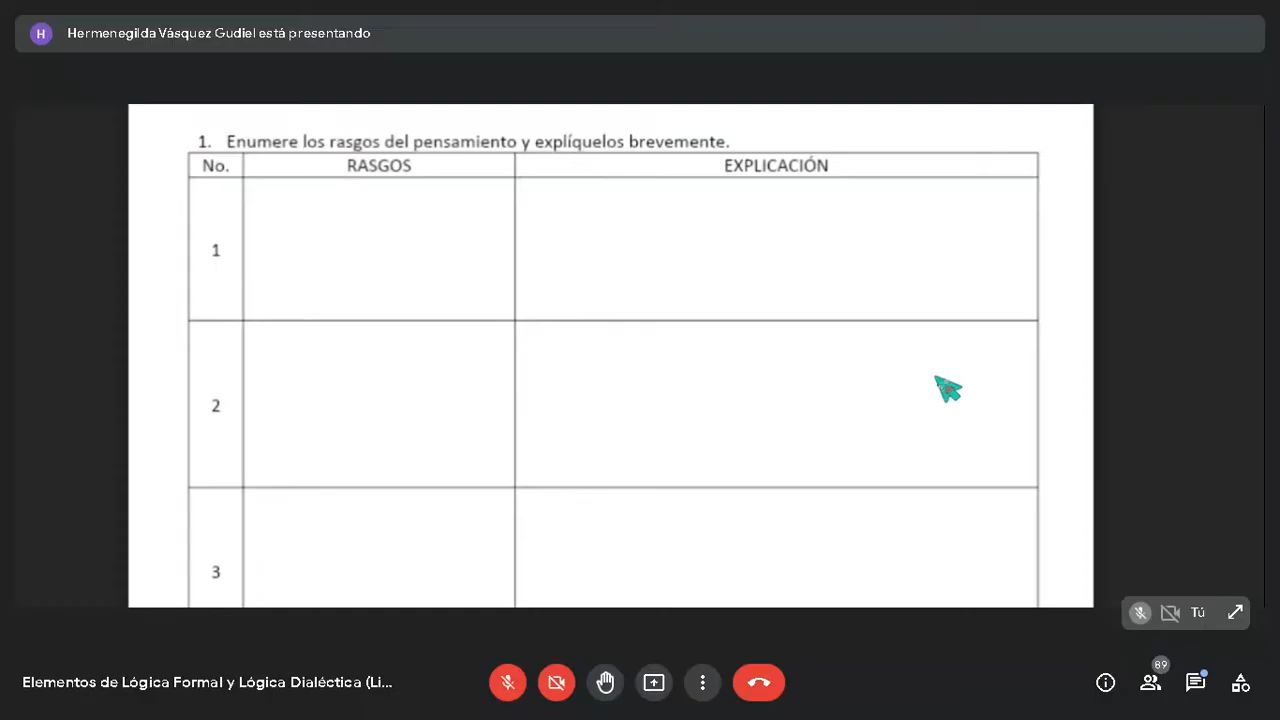 H Hermenegilda Vásquez Gudiel está presentando
1. Enumere los rasgos del pensamiento y explíquelos brevemente.
No. RASGOS EXPLICACIÓN
1
2
3
Tú
89
Elementos de Lógica Formal y Lógica Dialéctica (Li...